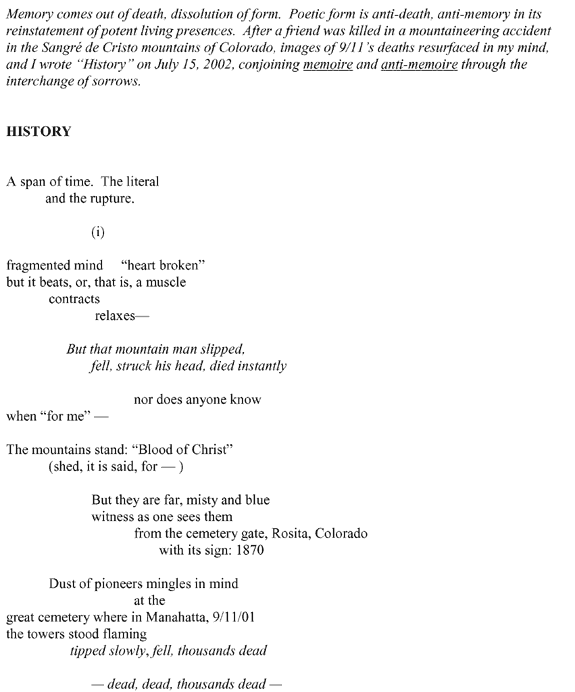 Memory comes out of death, dissolution of form.  Poetic form is anti-death, anti-memory in its
reinstatement of potent living presences.  After a friend was killed in a mountaineering accident
in the Sangré de Cristo mountains of Colorado, images of 9/11's deaths resurfaced in my mind,
and I wrote "History" on July 15, 2002, conjoining memoire and anti-memoire through the
interchange of sorrows.
HISTORY
A span of time.  The literal
and the rupture.
(i)
fragmented mind     "heart broken"
but it beats, or, that is, a muscle
contracts
relaxes—
But that mountain man slipped,
fell, struck his head, died instantly
nor does anyone know
when "for me" —
The mountains stand: "Blood of Christ"
(shed, it is said, for — )
But they are far, misty and blue
witness as one sees them
from the cemetery gate, Rosita, Colorado
with its sign: 1870
Dust of pioneers mingles in mind
at the
great cemetery where in Manahatta, 9/11/01
the towers stood flaming
tipped slowly, fell, thousands dead
— dead, dead, thousands dead —